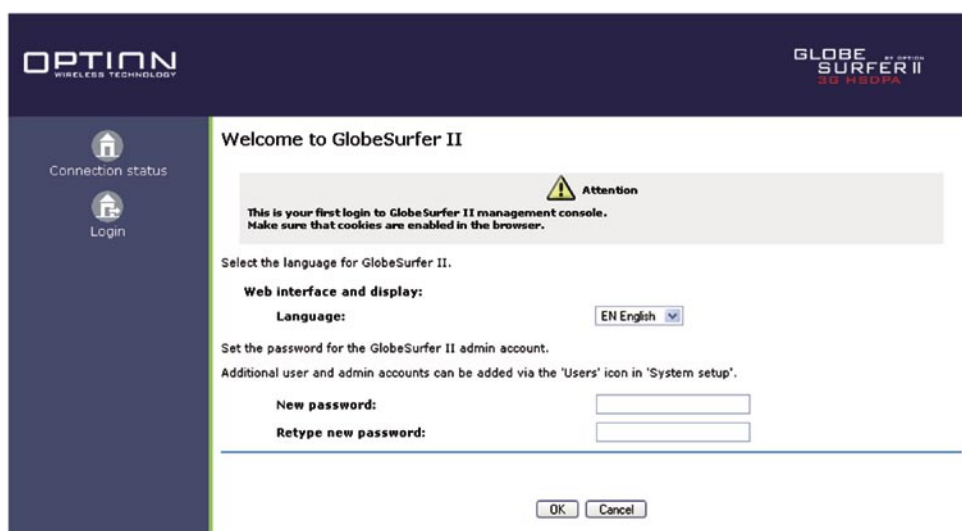 OPTION
WIRELESS TECHNOLOGY
GLOBE BY OPTION
SURFER II
3G HSDPA
Connection status
Login
Welcome to GlobeSurfer II
Attention
This is your first login to GlobeSurfer II management console.
Make sure that cookies are enabled in the browser.
Select the language for GlobeSurfer II.
Web interface and display:
Language: EN English
Set the password for the GlobeSurfer II admin account.
Additional user and admin accounts can be added via the 'Users' icon in 'System setup'.
New password:
Retype new password:
OK Cancel